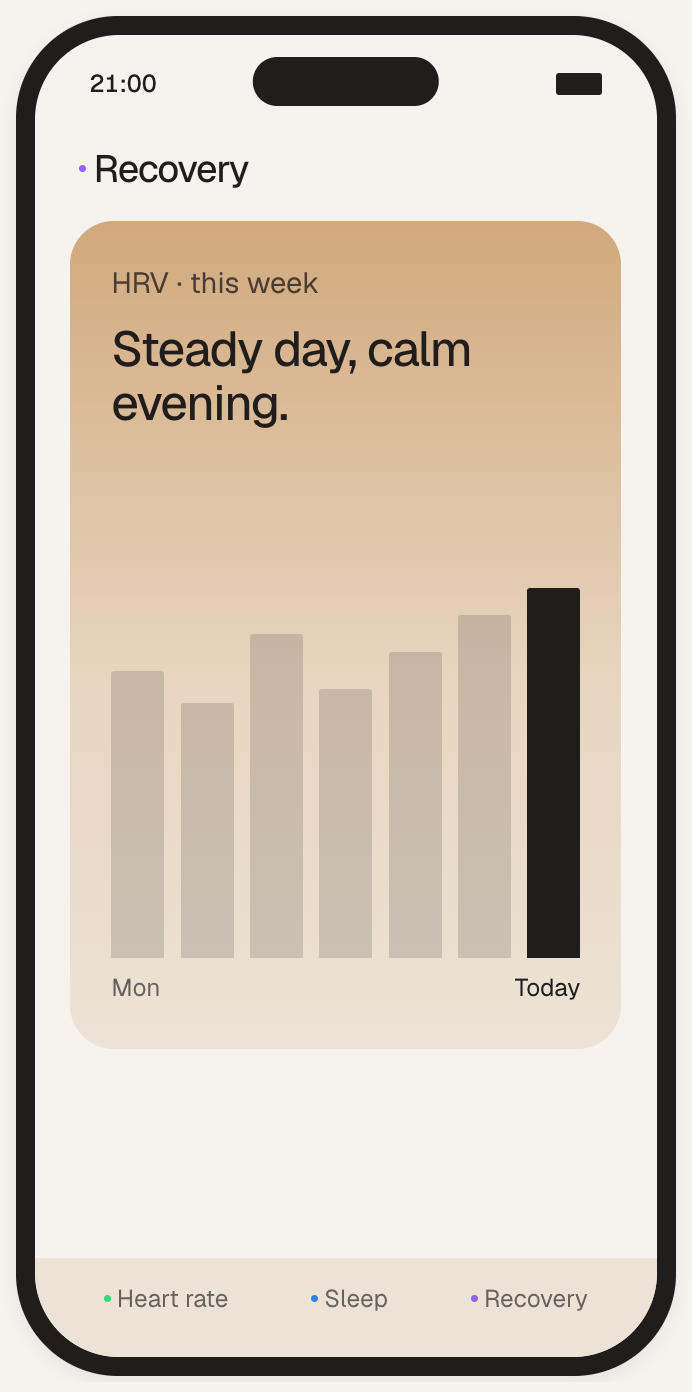 21:00
Recovery
HRV · this week
Steady day, calm
evening.
Mon
Today
Heart rate
Sleep
Recovery